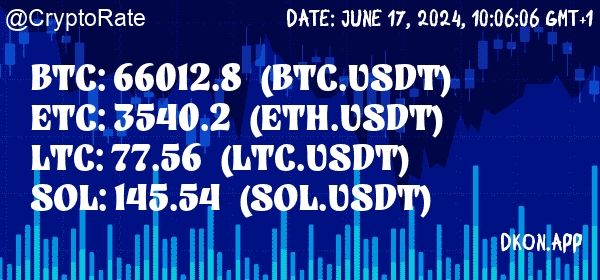 @CryptoRate
DATE: JUNE 17, 2024, 10:06:06 GMT+1
BTC: 66012.8 (BTC.USDT)
ETC: 3540.2 (ETH.USDT)
LTC: 77.56 (LTC.USDT)
SOL: 145.54 (SOL.USDT)
DKON.APP